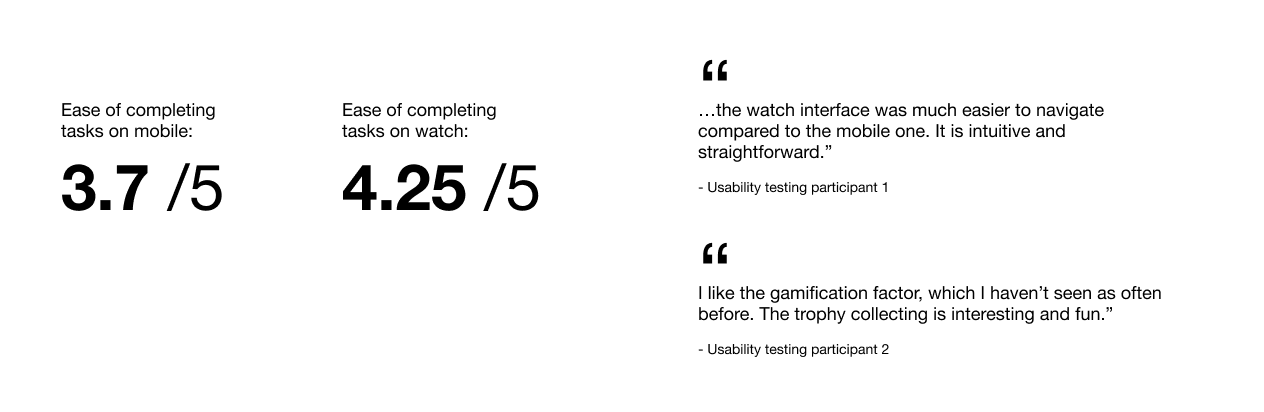 Ease of completing
tasks on mobile:
3.7 /5
Ease of completing
tasks on watch:
4.25 /5
“
…the watch interface was much easier to navigate
compared to the mobile one. It is intuitive and
straightforward.”
- Usability testing participant 1
“
I like the gamification factor, which I haven’t seen as often
before. The trophy collecting is interesting and fun.”
- Usability testing participant 2